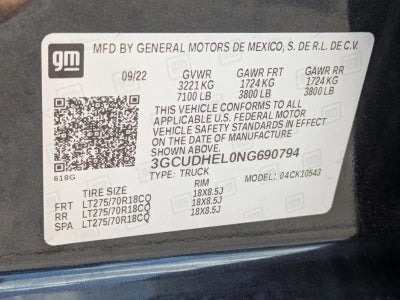 gm MFD BY GENERAL MOTORS DE MEXICO, S. DE R.L. DE C.V.
09/22 GVWR GAWR FRT GAWR RR
3221 KG 1724 KG 1724 KG
7100 LB 3800 LB 3800 LB
THIS VEHICLE CONFORMS TO ALL
APPLICABLE U.S. FEDERAL MOTOR
VEHICLE SAFETY STANDARDS IN
EFFECT ON THE DATE OF MANUFACTURE
SHOWN ABOVE.
3GCUDHEL0NG690794
618G
TYPE: TRUCK MODEL: 04CK10543
TIRE SIZE RIM
FRT LT275/70R18CQ 18X8.5J
RR LT275/70R18CQ 18X8.5J
SPA LT275/70R18CQ 18X8.5J